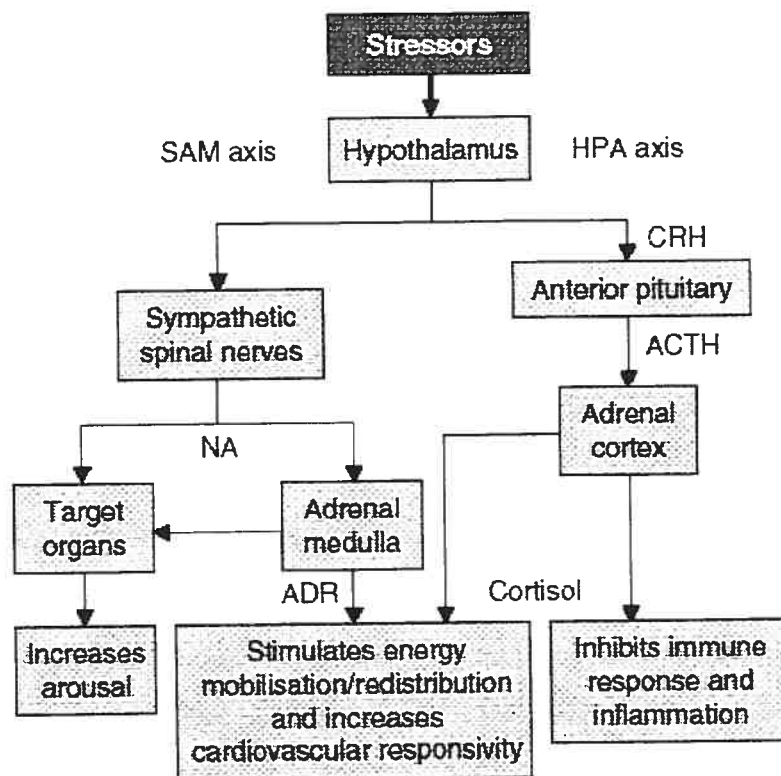 Stressors
SAM axis
Hypothalamus
HPA axis
CRH
Anterior pituitary
Sympathetic
spinal nerves
ACTH
Adrenal
cortex
NA
Target
organs
Adrenal
medulla
ADR
Cortisol
Increases
arousal
Stimulates energy
mobilisation/redistribution
and increases
cardiovascular responsivity
Inhibits immune
response and
inflammation